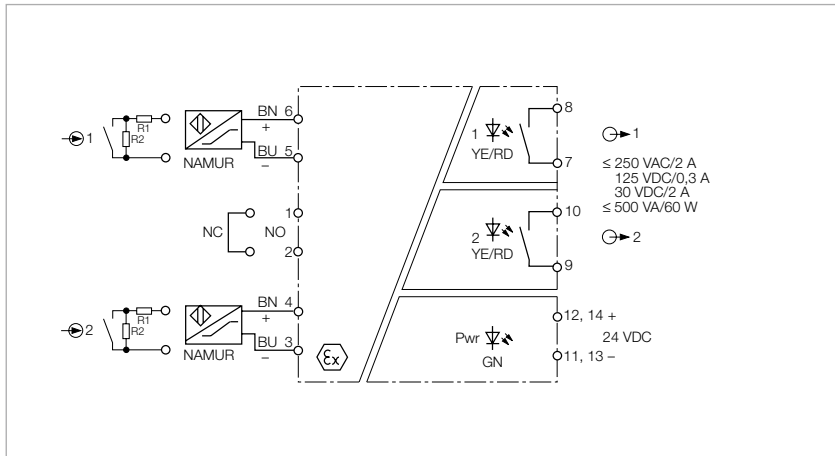 1
R1
R2
NAMUR
BN 6
+
BU 5
–
NC
NO
1
2
2
R1
R2
NAMUR
BN 4
+
BU 3
–
εx
1
YE/RD
8
7
1
≤ 250 VAC/2 A
125 VDC/0,3 A
30 VDC/2 A
≤ 500 VA/60 W
2
YE/RD
10
9
2
Pwr
GN
12, 14 +
24 VDC
11, 13 –